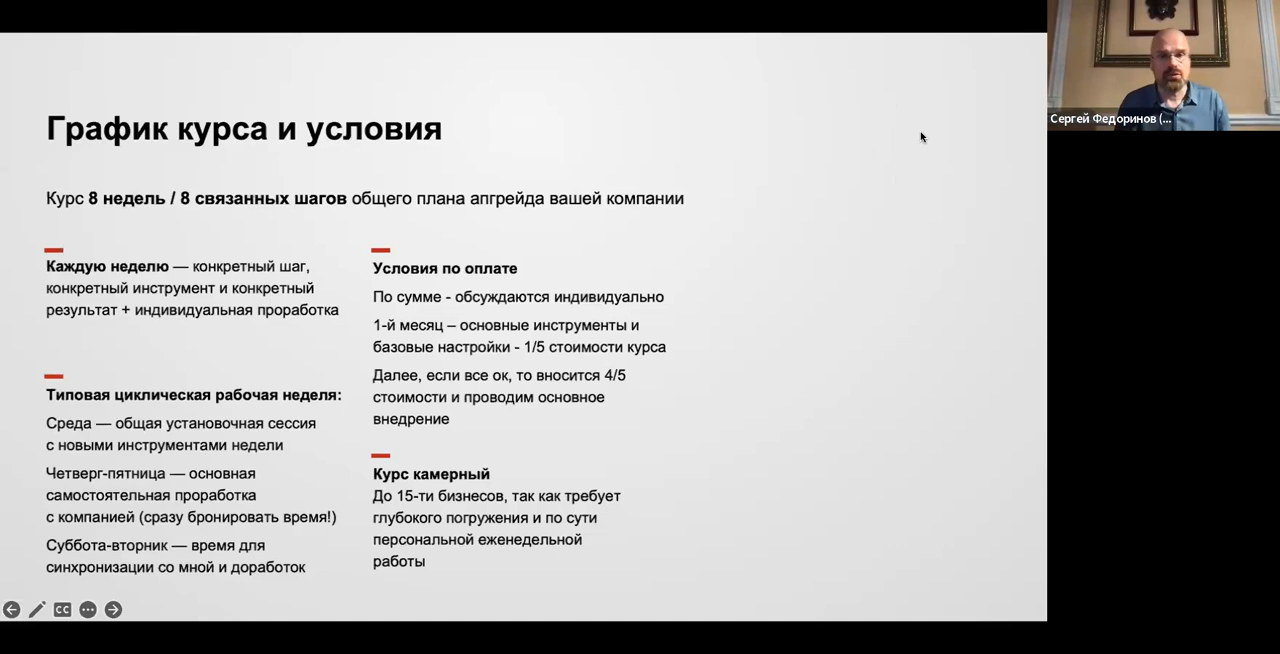 График курса и условия
Курс 8 недель / 8 связанных шагов общего плана апгрейда вашей компании
Каждую неделю — конкретный шаг,
конкретный инструмент и конкретный
результат + индивидуальная проработка
Типовая циклическая рабочая неделя:
Среда — общая установочная сессия
с новыми инструментами недели
Четверг-пятница — основная
самостоятельная проработка
с компанией (сразу бронировать время!)
Суббота-вторник — время для
синхронизации со мной и доработок
Условия по оплате
По сумме - обсуждаются индивидуально
1-й месяц – основные инструменты и
базовые настройки - 1/5 стоимости курса
Далее, если все ок, то вносится 4/5
стоимости и проводим основное
внедрение
Курс камерный
До 15-ти бизнесов, так как требует
глубокого погружения и по сути
персональной еженедельной
работы
CC
Сергей Федоринов (...